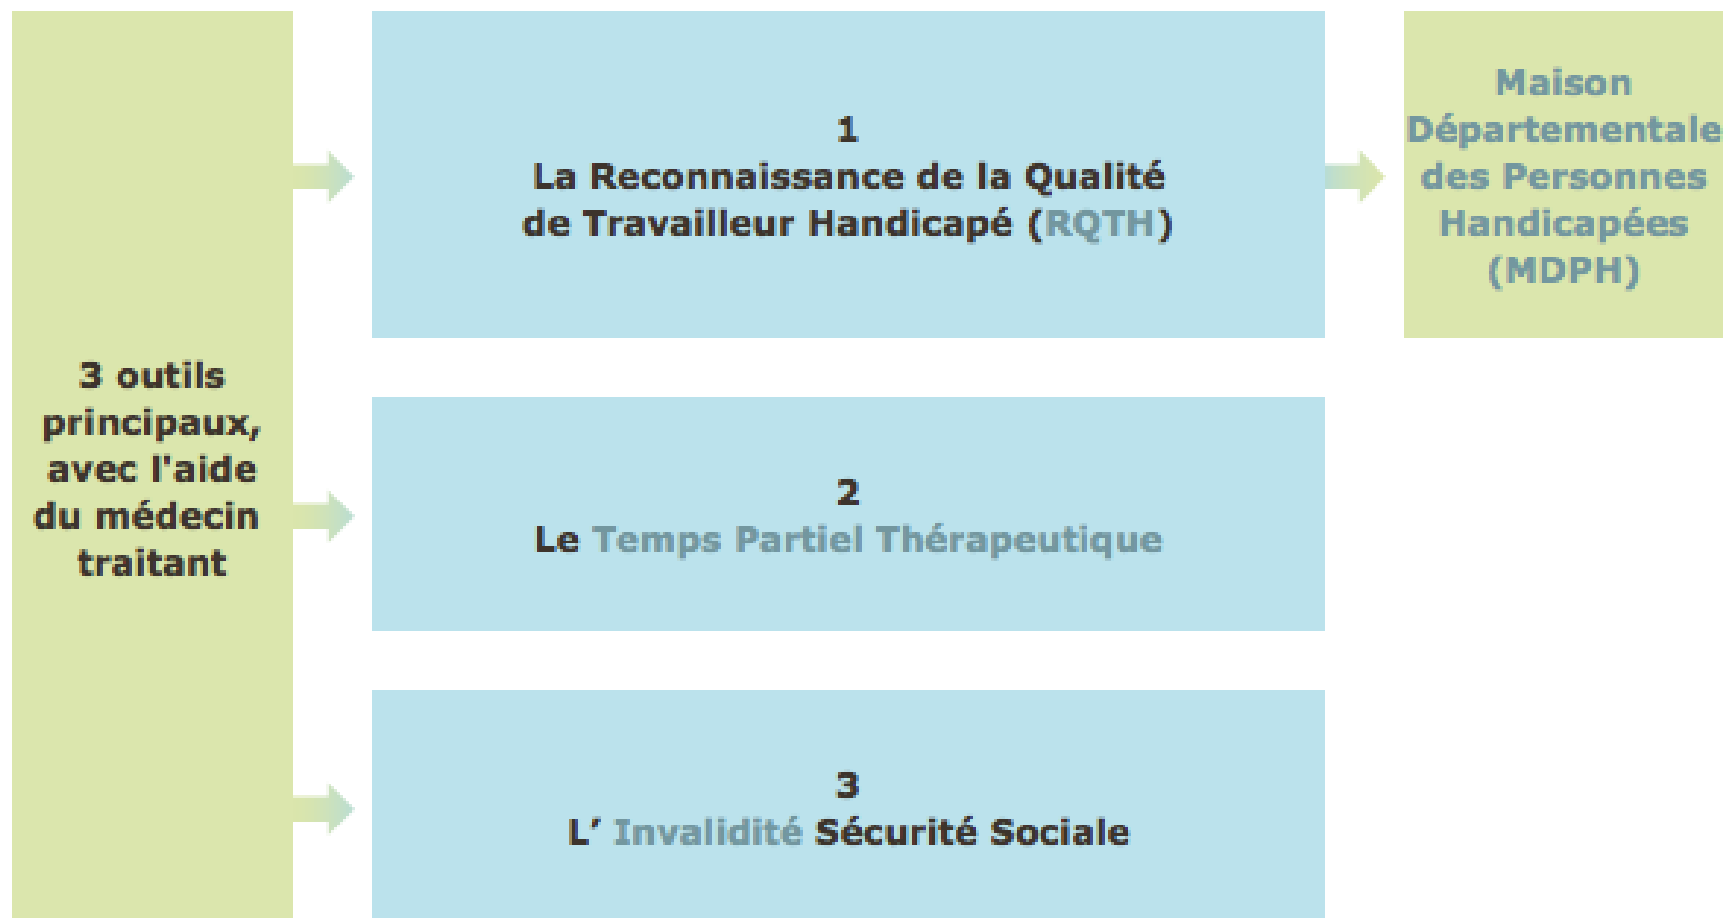 3 outils
principaux,
avec l'aide
du médecin
traitant
1
La Reconnaissance de la Qualité
de Travailleur Handicapé (RQTH)
Maison
Départementale
des Personnes
Handicapées
(MDPH)
2
Le Temps Partiel Thérapeutique
3
L’ Invalidité Sécurité Sociale